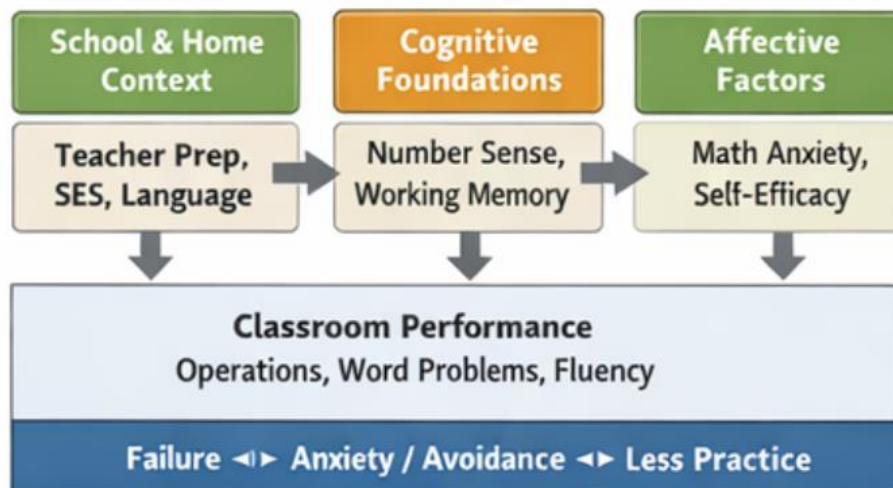 School & Home
Context
Cognitive
Foundations
Affective
Factors
Teacher Prep,
SES, Language
Number Sense,
Working Memory
Math Anxiety,
Self-Efficacy
Classroom Performance
Operations, Word Problems, Fluency
Failure ◄► Anxiety / Avoidance ◄► Less Practice